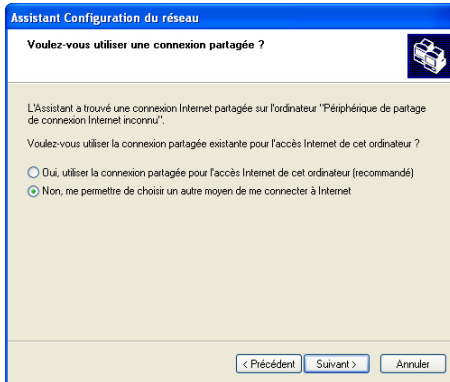 Assistant Configuration du réseau
Voulez-vous utiliser une connexion partagée ?
L'Assistant a trouvé une connexion Internet partagée sur l'ordinateur "Périphérique de partage
de connexion Internet inconnu".
Voulez-vous utiliser la connexion partagée existante pour l'accès Internet de cet ordinateur ?
Oui, utiliser la connexion partagée pour l'accès Internet de cet ordinateur (recommandé)
Non, me permettre de choisir un autre moyen de me connecter à Internet
< Précédent Suivant > Annuler